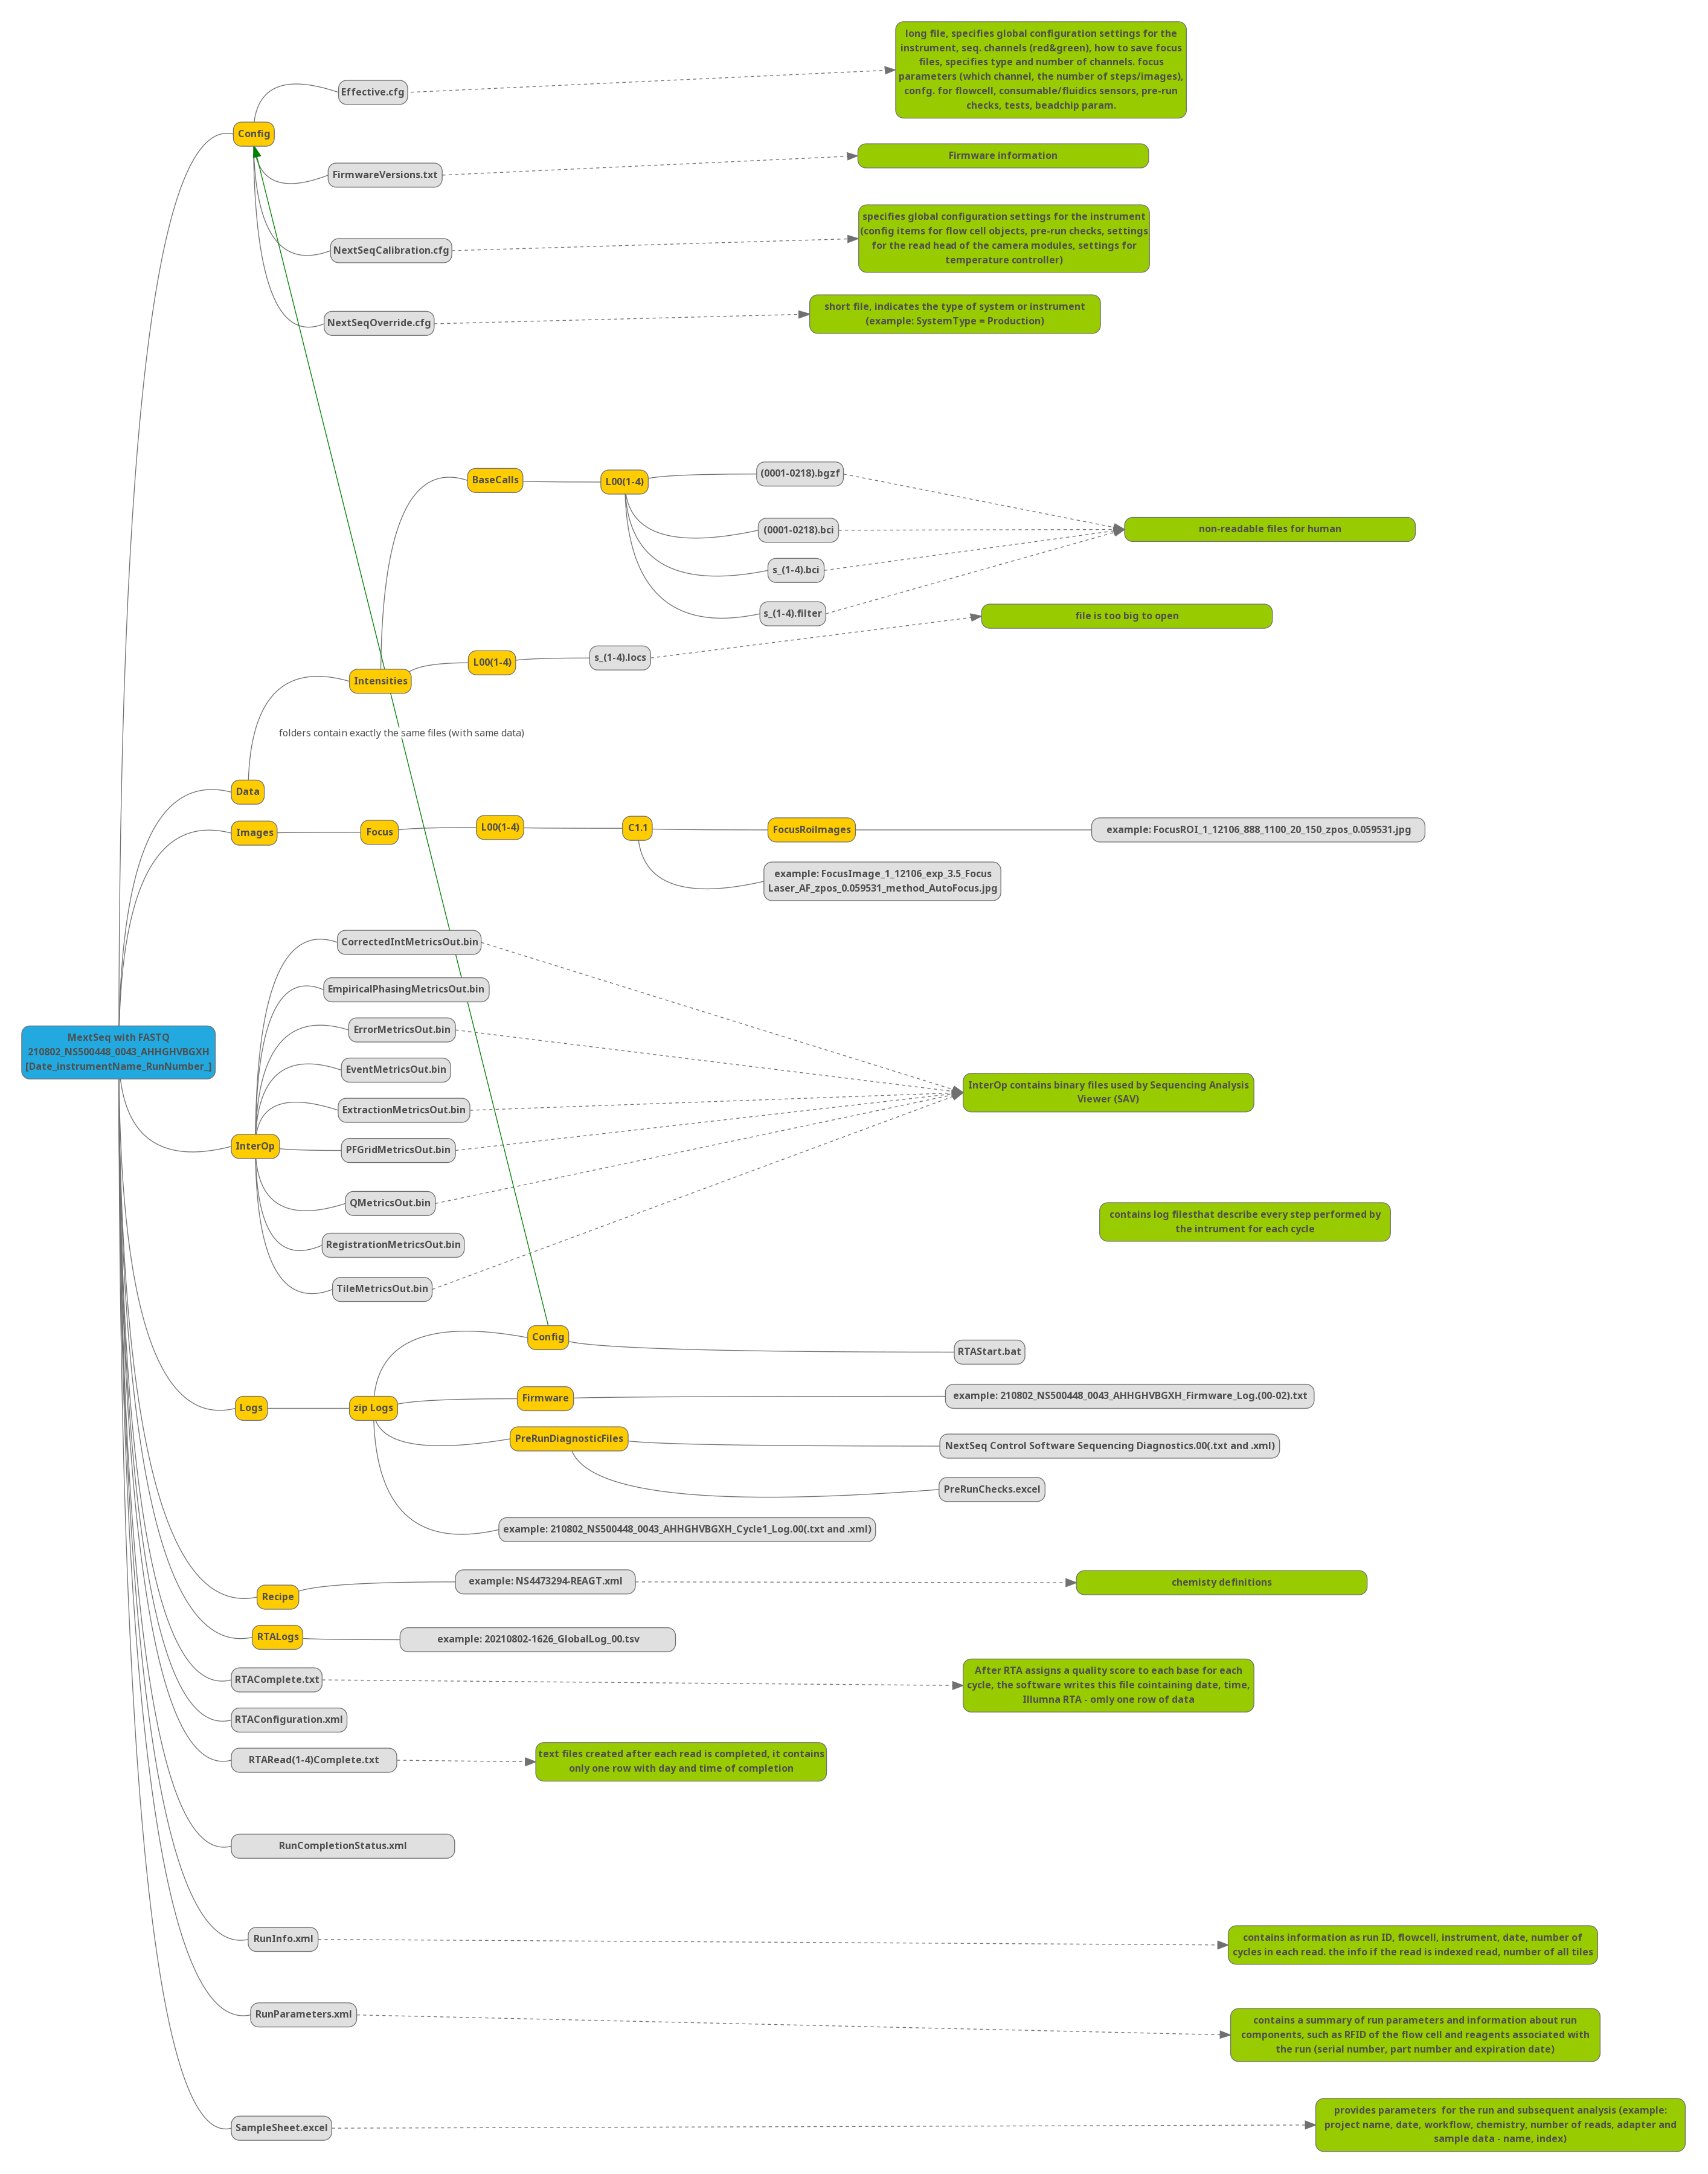 long file, specifies global configuration settings for the
instrument, seq. channels (red&green), how to save focus
files, specifies type and number of channels. focus
parameters (which channel, the number of steps/images),
confg. for flowcell, consumable/fluidics sensors, pre-run
checks, tests, beadchip param.
Effective.cfg
Config
Firmware information
FirmwareVersions.txt
specifies global configuration settings for the instrument
(config items for flow cell objects, pre-run checks, settings
for the read head of the camera modules, settings for
temperature controller)
NextSeqCalibration.cfg
short file, indicates the type of system or instrument
(example: SystemType = Production)
NextSeqOverride.cfg
BaseCalls
L00(1-4)
(0001-0218).bgzf
(0001-0218).bci
non-readable files for human
s_(1-4).bci
s_(1-4).filter
file is too big to open
Intensities
L00(1-4)
s_(1-4).locs
folders contain exactly the same files (with same data)
Data
Images
Focus
L00(1-4)
C1.1
FocusRoiImages
example: FocusROI_1_12106_888_1100_20_150_zpos_0.059531.jpg
example: FocusImage_1_12106_exp_3.5_Focus
Laser_AF_zpos_0.059531_method_AutoFocus.jpg
CorrectedIntMetricsOut.bin
EmpiricalPhasingMetricsOut.bin
ErrorMetricsOut.bin
MextSeq with FASTQ
210802_NS500448_0043_AHHGHVBGXH
[Date_instrumentName_RunNumber_]
EventMetricsOut.bin
InterOp contains binary files used by Sequencing Analysis
Viewer (SAV)
ExtractionMetricsOut.bin
InterOp
PFGridMetricsOut.bin
QMetricsOut.bin
contains log filesthat describe every step performed by
the intrument for each cycle
RegistrationMetricsOut.bin
TileMetricsOut.bin
Config
RTAStart.bat
Logs
zip Logs
Firmware
example: 210802_NS500448_0043_AHHGHVBGXH_Firmware_Log.(00-02).txt
PreRunDiagnosticFiles
NextSeq Control Software Sequencing Diagnostics.00(.txt and .xml)
PreRunChecks.excel
example: 210802_NS500448_0043_AHHGHVBGXH_Cycle1_Log.00(.txt and .xml)
Recipe
example: NS4473294-REAGT.xml
chemisty definitions
RTALogs
example: 20210802-1626_GlobalLog_00.tsv
RTAComplete.txt
After RTA assigns a quality score to each base for each
cycle, the software writes this file cointaining date, time,
Illumna RTA - omly one row of data
RTAConfiguration.xml
RTARead(1-4)Complete.txt
text files created after each read is completed, it contains
only one row with day and time of completion
RunCompletionStatus.xml
RunInfo.xml
contains information as run ID, flowcell, instrument, date, number of
cycles in each read. the info if the read is indexed read, number of all tiles
RunParameters.xml
contains a summary of run parameters and information about run
components, such as RFID of the flow cell and reagents associated with
the run (serial number, part number and expiration date)
SampleSheet.excel
provides parameters  for the run and subsequent analysis (example:
project name, date, workflow, chemistry, number of reads, adapter and
sample data - name, index)